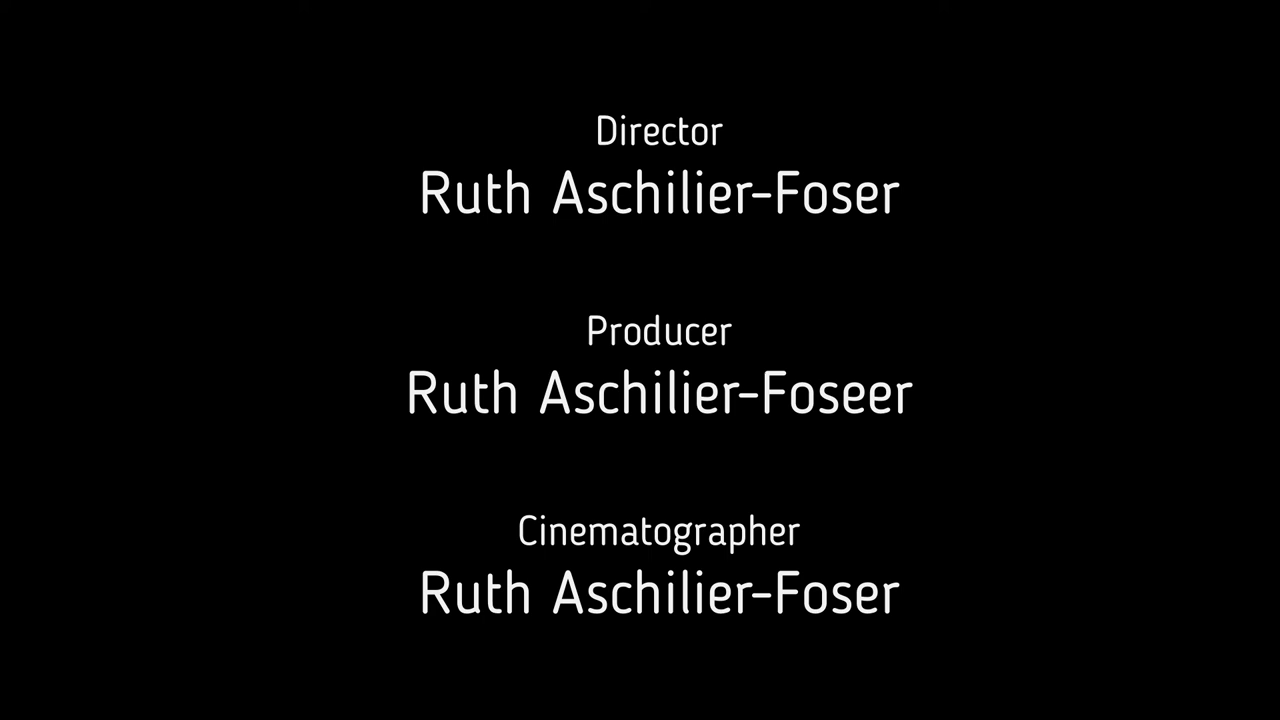 Director
Ruth Aschilier-Foser
Producer
Ruth Aschilier-Foseer
Cinematographer
Ruth Aschilier-Foser